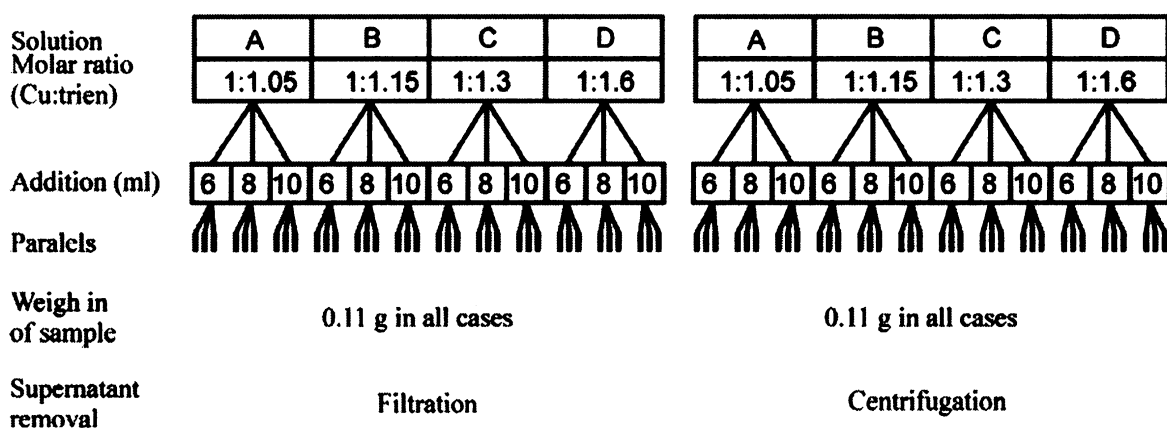 Solution A B C D A B C D
Molar ratio
(Cu:trien) 1:1.05 1:1.15 1:1.3 1:1.6 1:1.05 1:1.15 1:1.3 1:1.6
Addition (ml) 6 8 10 6 8 10 6 8 10 6 8 10 6 8 10 6 8 10 6 8 10 6 8 10
Paralels
Weigh in
of sample 0.11 g in all cases 0.11 g in all cases
Supernatant
removal Filtration Centrifugation